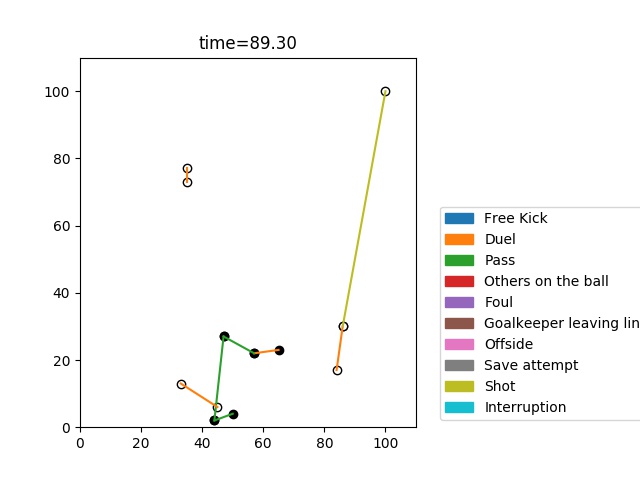 time=89.30
100
80
60
40
20
0
0 20 40 60 80 100
Free Kick
Duel
Pass
Others on the ball
Foul
Goalkeeper leaving lin
Offside
Save attempt
Shot
Interruption